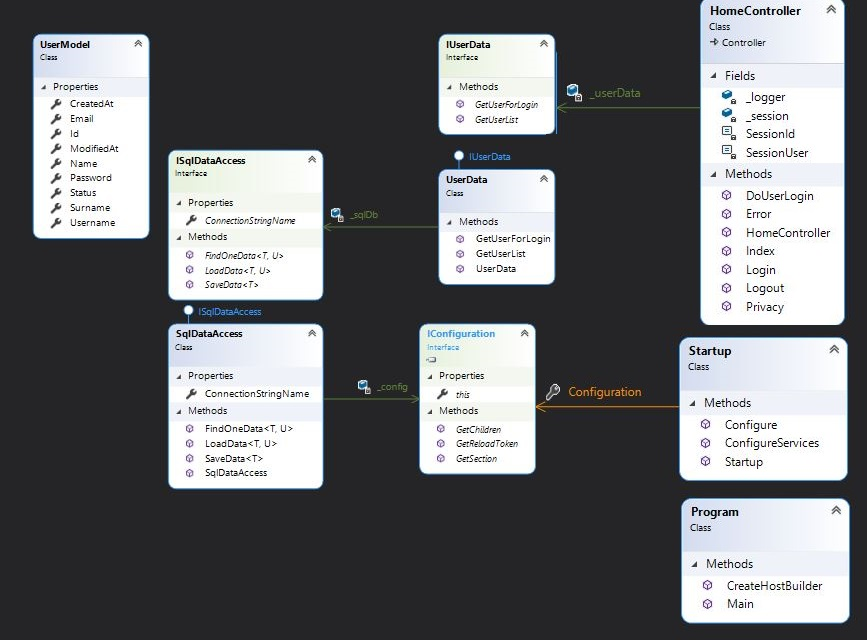 UserModel
Class
Properties
CreatedAt
Email
Id
ModifiedAt
Name
Password
Status
Surname
Username
ISqlDataAccess
Interface
Properties
ConnectionStringName
Methods
FindOneData<T, U>
LoadData<T, U>
SaveData<T>
ISqlDataAccess
SqlDataAccess
Class
Properties
ConnectionStringName
Methods
FindOneData<T, U>
LoadData<T, U>
SaveData<T>
SqlDataAccess
_sqlDb
_config
IUserData
Interface
Methods
GetUserForLogin
GetUserList
IUserData
UserData
Class
Methods
GetUserForLogin
GetUserList
UserData
IConfiguration
Interface
Properties
this
Methods
GetChildren
GetReloadToken
GetSection
_userData
Configuration
HomeController
Class
Controller
Fields
_logger
_session
SessionId
SessionUser
Methods
DoUserLogin
Error
HomeController
Index
Login
Logout
Privacy
Startup
Class
Methods
Configure
ConfigureServices
Startup
Program
Class
Methods
CreateHostBuilder
Main